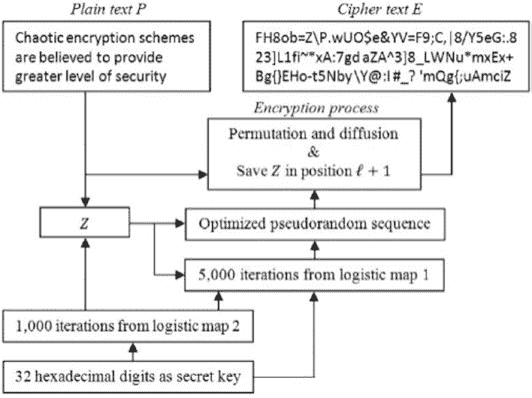 Plain text P
Cipher text E
Chaotic encryption schemes
are believed to provide
greater level of security
FH8ob=Z\P.wUO$e&YV=F9;C,|8/Y5eG:.8
23]L1fi~**xA:7gd aZA^3]8_LWNu*mxEx+
Bg{}EHo-t5Nby\Y@:I#_? 'mQg{;uAmciZ
Encryption process
Permutation and diffusion
&
Save Z in position ℓ + 1
Z
Optimized pseudorandom sequence
5,000 iterations from logistic map 1
1,000 iterations from logistic map 2
32 hexadecimal digits as secret key